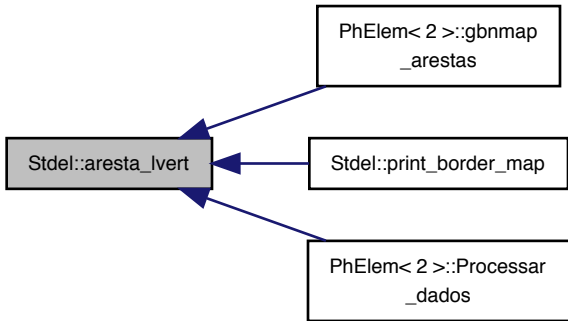 PhElem< 2 >::gbnmap
_arestas
Stdel::aresta_lvert
Stdel::print_border_map
PhElem< 2 >::Processar
_dados